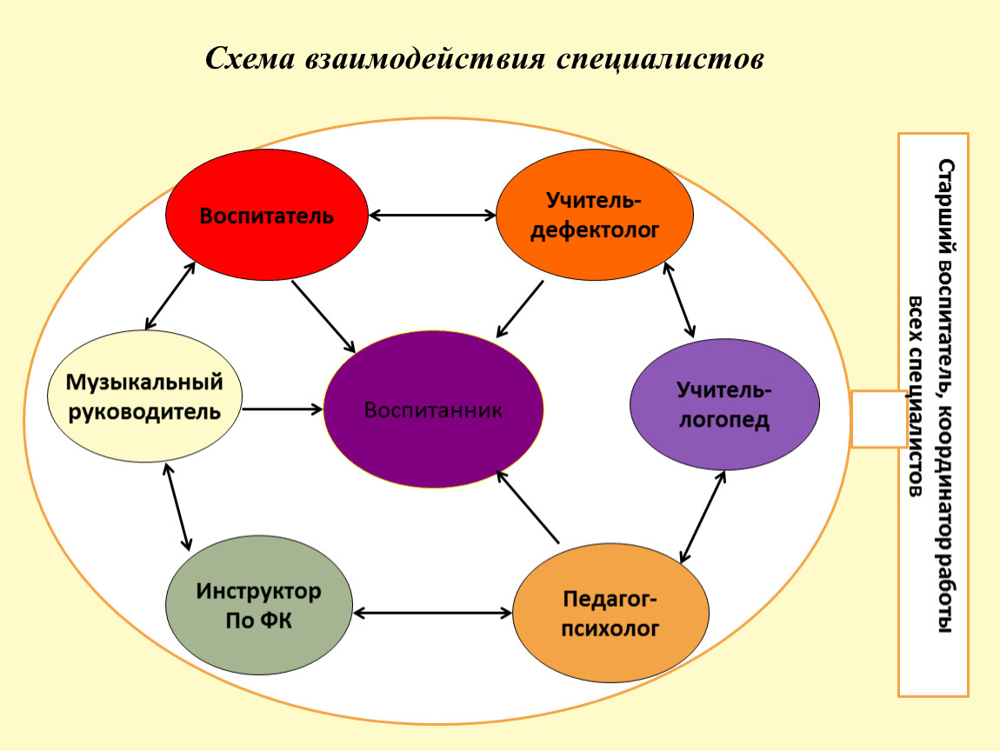 Схема взаимодействия специалистов
Воспитатель
Учитель-
дефектолог
Музыкальный
руководитель
Воспитанник
Учитель-
логопед
Инструктор
По ФК
Педагог-
психолог
Старший воспитатель, координатор работы
всех специалистов